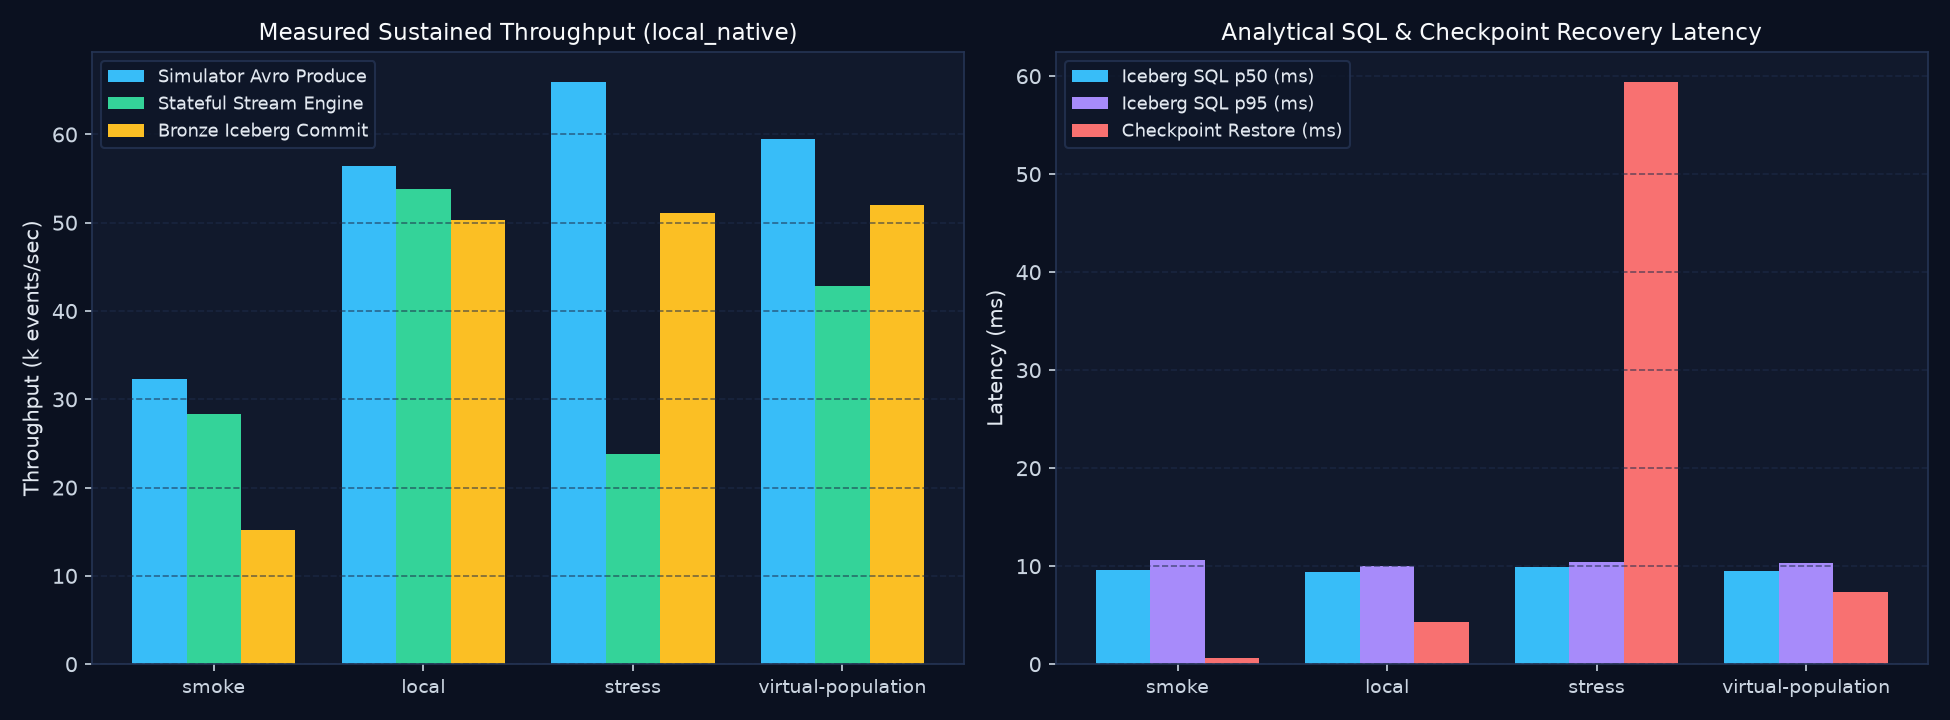 Measured Sustained Throughput (local_native)
Simulator Avro Produce
Stateful Stream Engine
Bronze Iceberg Commit
Throughput (k events/sec)
60
50
40
30
20
10
0
smoke
local
stress
virtual-population
Analytical SQL & Checkpoint Recovery Latency
Iceberg SQL p50 (ms)
Iceberg SQL p95 (ms)
Checkpoint Restore (ms)
Latency (ms)
60
50
40
30
20
10
0
smoke
local
stress
virtual-population